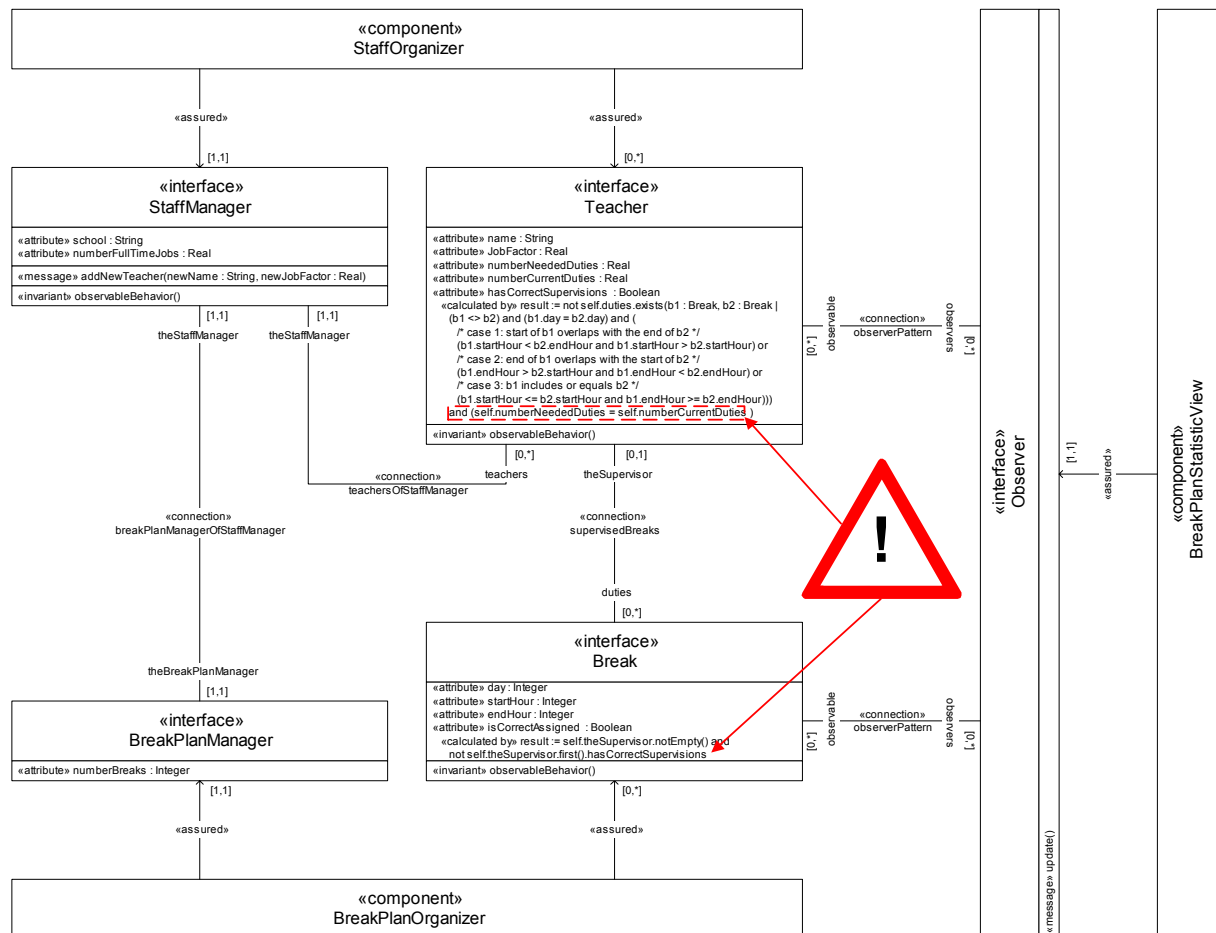 «component»
StaffOrganizer
«assured»
[1,1]
«assured»
[0,*]
«interface»
StaffManager
«attribute» school : String
«attribute» numberFullTimeJobs : Real
«message» addNewTeacher(newName : String, newJobFactor : Real)
«invariant» observableBehavior()
«interface»
Teacher
«attribute» name : String
«attribute» JobFactor : Real
«attribute» numberNeededDuties : Real
«attribute» numberCurrentDuties : Real
«attribute» hasCorrectSupervisions : Boolean
«calculated by» result := not self.duties.exists(b1 : Break, b2 : Break |
(b1 <> b2) and (b1.day = b2.day) and (
/* case 1: start of b1 overlaps with the end of b2 */
(b1.startHour < b2.endHour and b1.startHour > b2.startHour) or
/* case 2: end of b1 overlaps with the start of b2 */
(b1.endHour > b2.startHour and b1.endHour < b2.endHour) or
/* case 3: b1 includes or equals b2 */
(b1.startHour <= b2.startHour and b1.endHour >= b2.endHour)))
and (self.numberNeededDuties = self.numberCurrentDuties )
«invariant» observableBehavior()
[1,1]
theStaffManager
[1,1]
theStaffManager
[0,*]
teachers
«connection»
teachersOfStaffManager
[0,1]
theSupervisor
«connection»
supervisedBreaks
duties
[0,*]
«connection»
breakPlanManagerOfStaffManager
theBreakPlanManager
[1,1]
[0,*]
observable
«connection»
observerPattern
observers
[0,*]
!
«interface»
BreakPlanManager
«attribute» numberBreaks : Integer
[1,1]
«assured»
«interface»
Break
«attribute» day : Integer
«attribute» startHour : Integer
«attribute» endHour : Integer
«attribute» isCorrectAssigned : Boolean
«calculated by» result := self.theSupervisor.notEmpty() and
not self.theSupervisor.first().hasCorrectSupervisions
«invariant» observableBehavior()
[0,*]
«assured»
[0,*]
observable
«connection»
observerPattern
observers
[0,*]
«component»
BreakPlanOrganizer
«interface»
Observer
«message» update()
[1,1]
«assured»
«component»
BreakPlanStatisticView